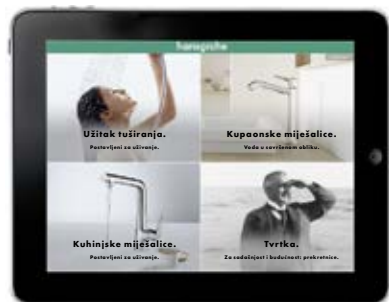 hansgrohe
Užitak tuširanja.
Postavljeni za uživanje.
Kupaonske miješalice.
Voda u savršenom obliku.
Kuhinjske miješalice.
Postavljeni za uživanje.
Tvrtka.
Za sadašnjost i budućnost: prekretnice.